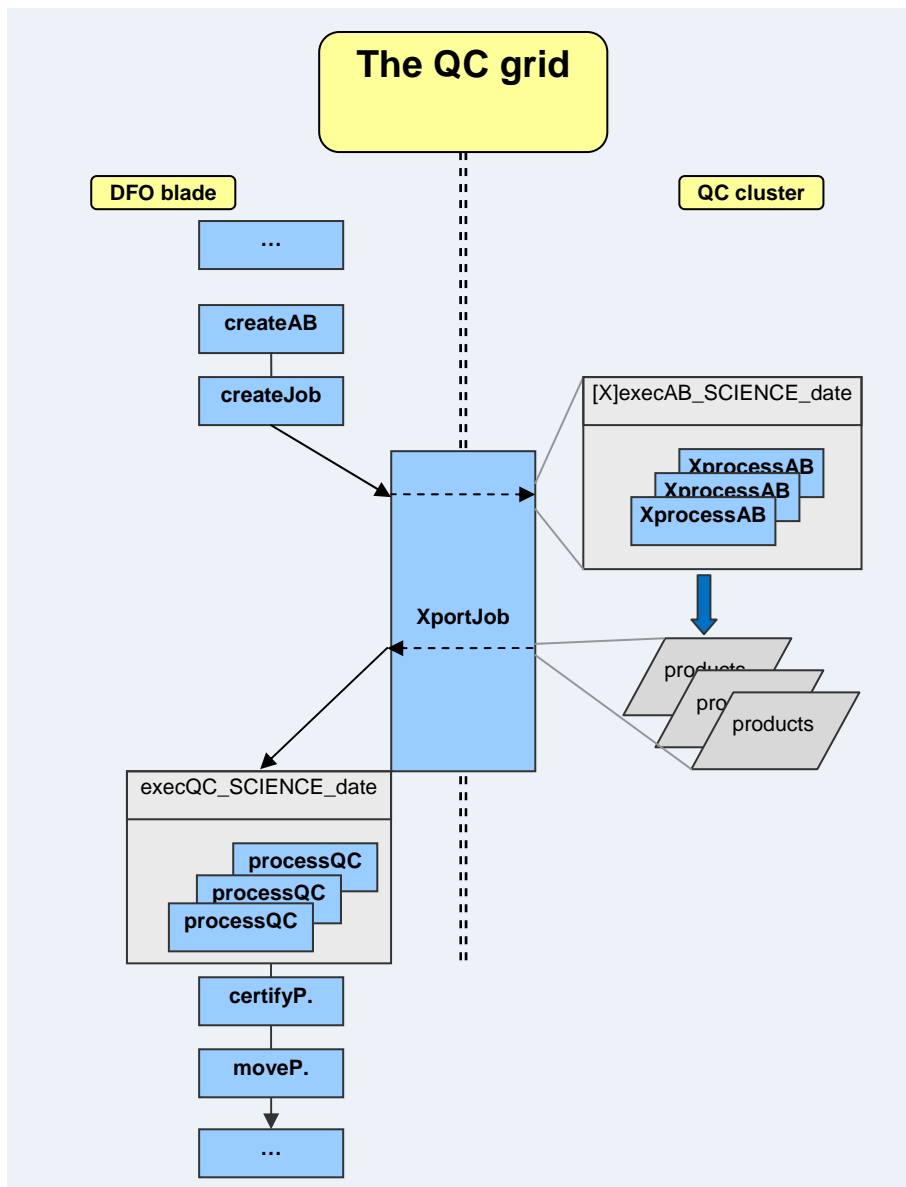 The QC grid
DFO blade
QC cluster
...
createAB
createJob
[X]execAB_SCIENCE_date
XprocessAB
XprocessAB
XprocessAB
XportJob
products
pro
products
execQC_SCIENCE_date
processQC
processQC
processQC
certifyP.
moveP.
...